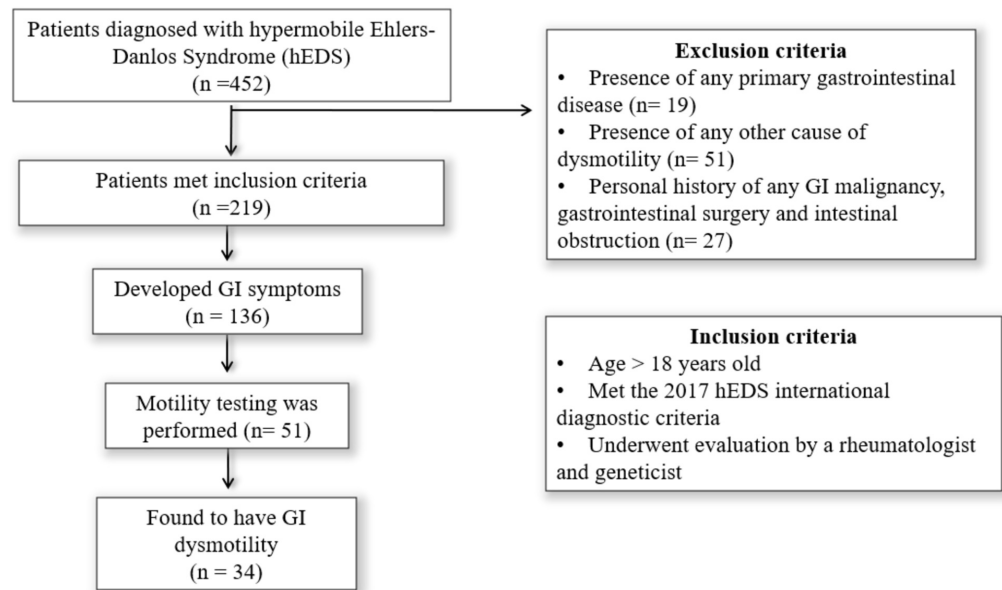 Patients diagnosed with hypermobile Ehlers-
Danlos Syndrome (hEDS)
(n =452)
Exclusion criteria
• Presence of any primary gastrointestinal
disease (n= 19)
• Presence of any other cause of
dysmotility (n= 51)
• Personal history of any GI malignancy,
gastrointestinal surgery and intestinal
obstruction (n= 27)
Patients met inclusion criteria
(n =219)
Developed GI symptoms
(n = 136)
Inclusion criteria
• Age > 18 years old
• Met the 2017 hEDS international
diagnostic criteria
• Underwent evaluation by a rheumatologist
and geneticist
Motility testing was
performed (n= 51)
Found to have GI
dysmotility
(n = 34)